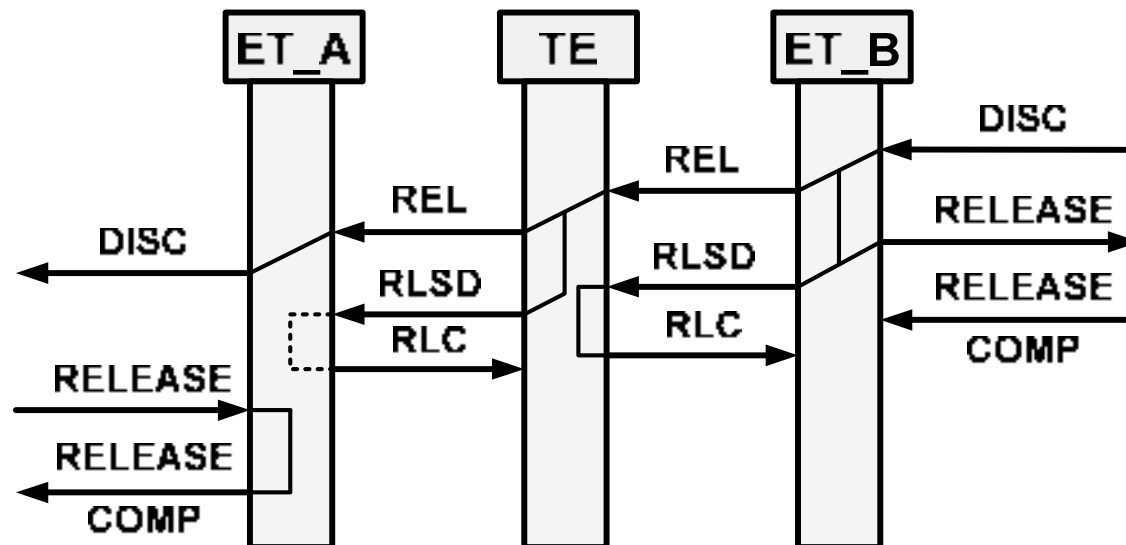 ET_A
TE
ET_B
DISC
REL
RELEASE
REL
DISC
RLSD
RELEASE
COMP
RLSD
RLC
RLC
RELEASE
RELEASE
COMP